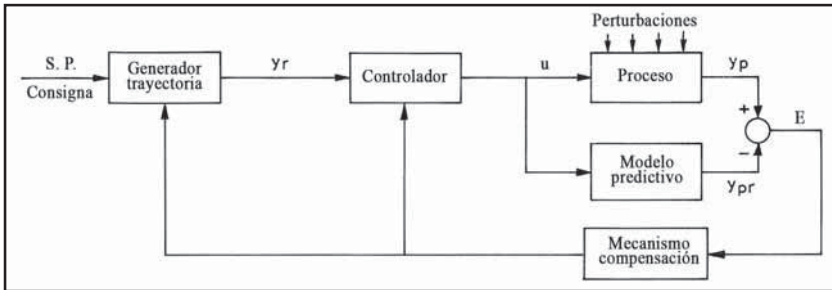 Perturbaciones
S. P.
Consigna
Generador
trayectoria
yr
Controlador
u
Proceso
yp
+
E
−
Modelo
predictivo
ypr
Mecanismo
compensación